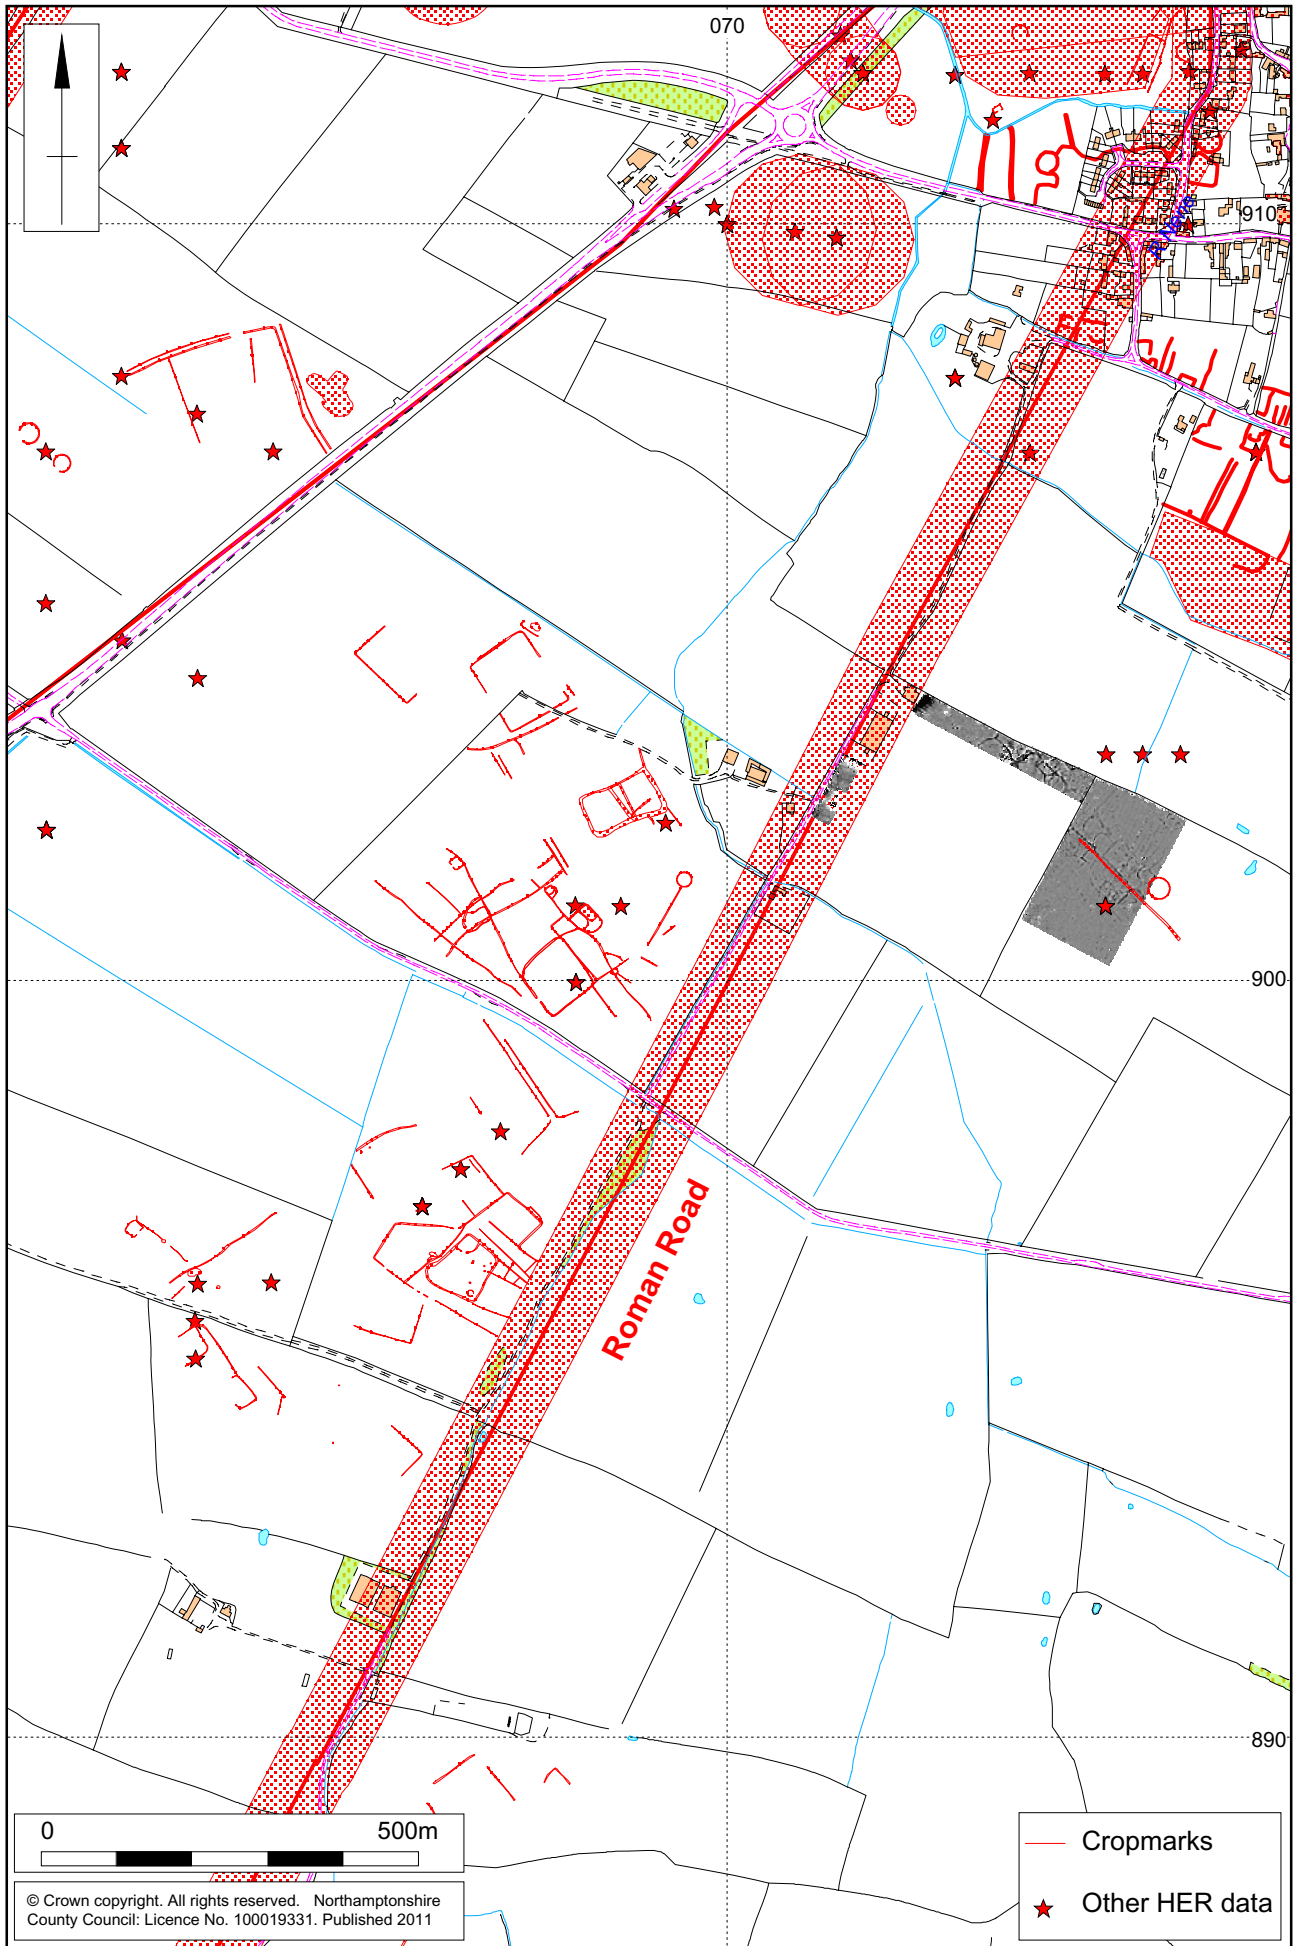 070
910
900
Roman Road
890
0 500m
© Crown copyright. All rights reserved. Northamptonshire
County Council: Licence No. 100019331. Published 2011
Cropmarks
Other HER data